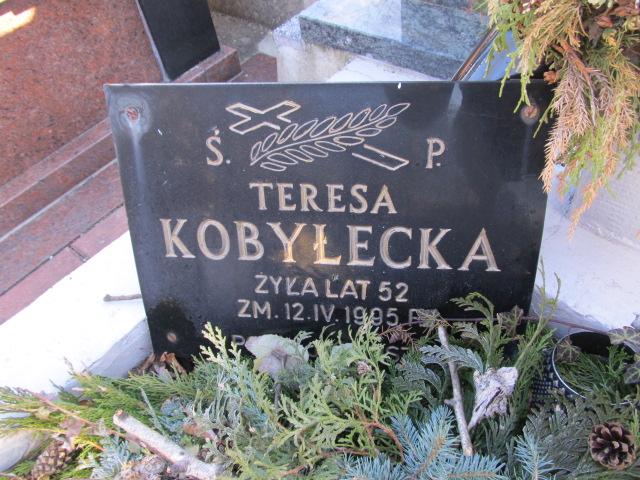 Ś. P.
TERESA
KOBYŁECKA
ŻYŁA LAT 52
ZM. 12.IV.1995 R.